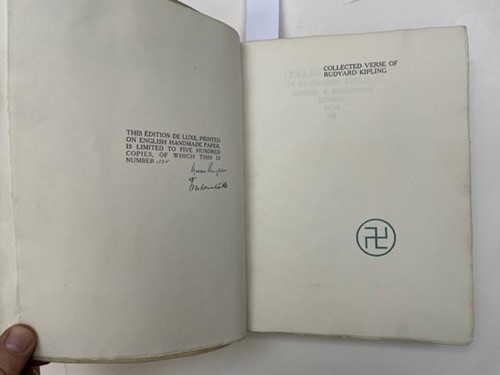 THIS ÉDITION DE LUXE, PRINTED
ON ENGLISH HANDMADE PAPER,
IS LIMITED TO FIVE HUNDRED
COPIES, OF WHICH THIS IS
NUMBER
COLLECTED VERSE OF
RUDYARD KIPLING